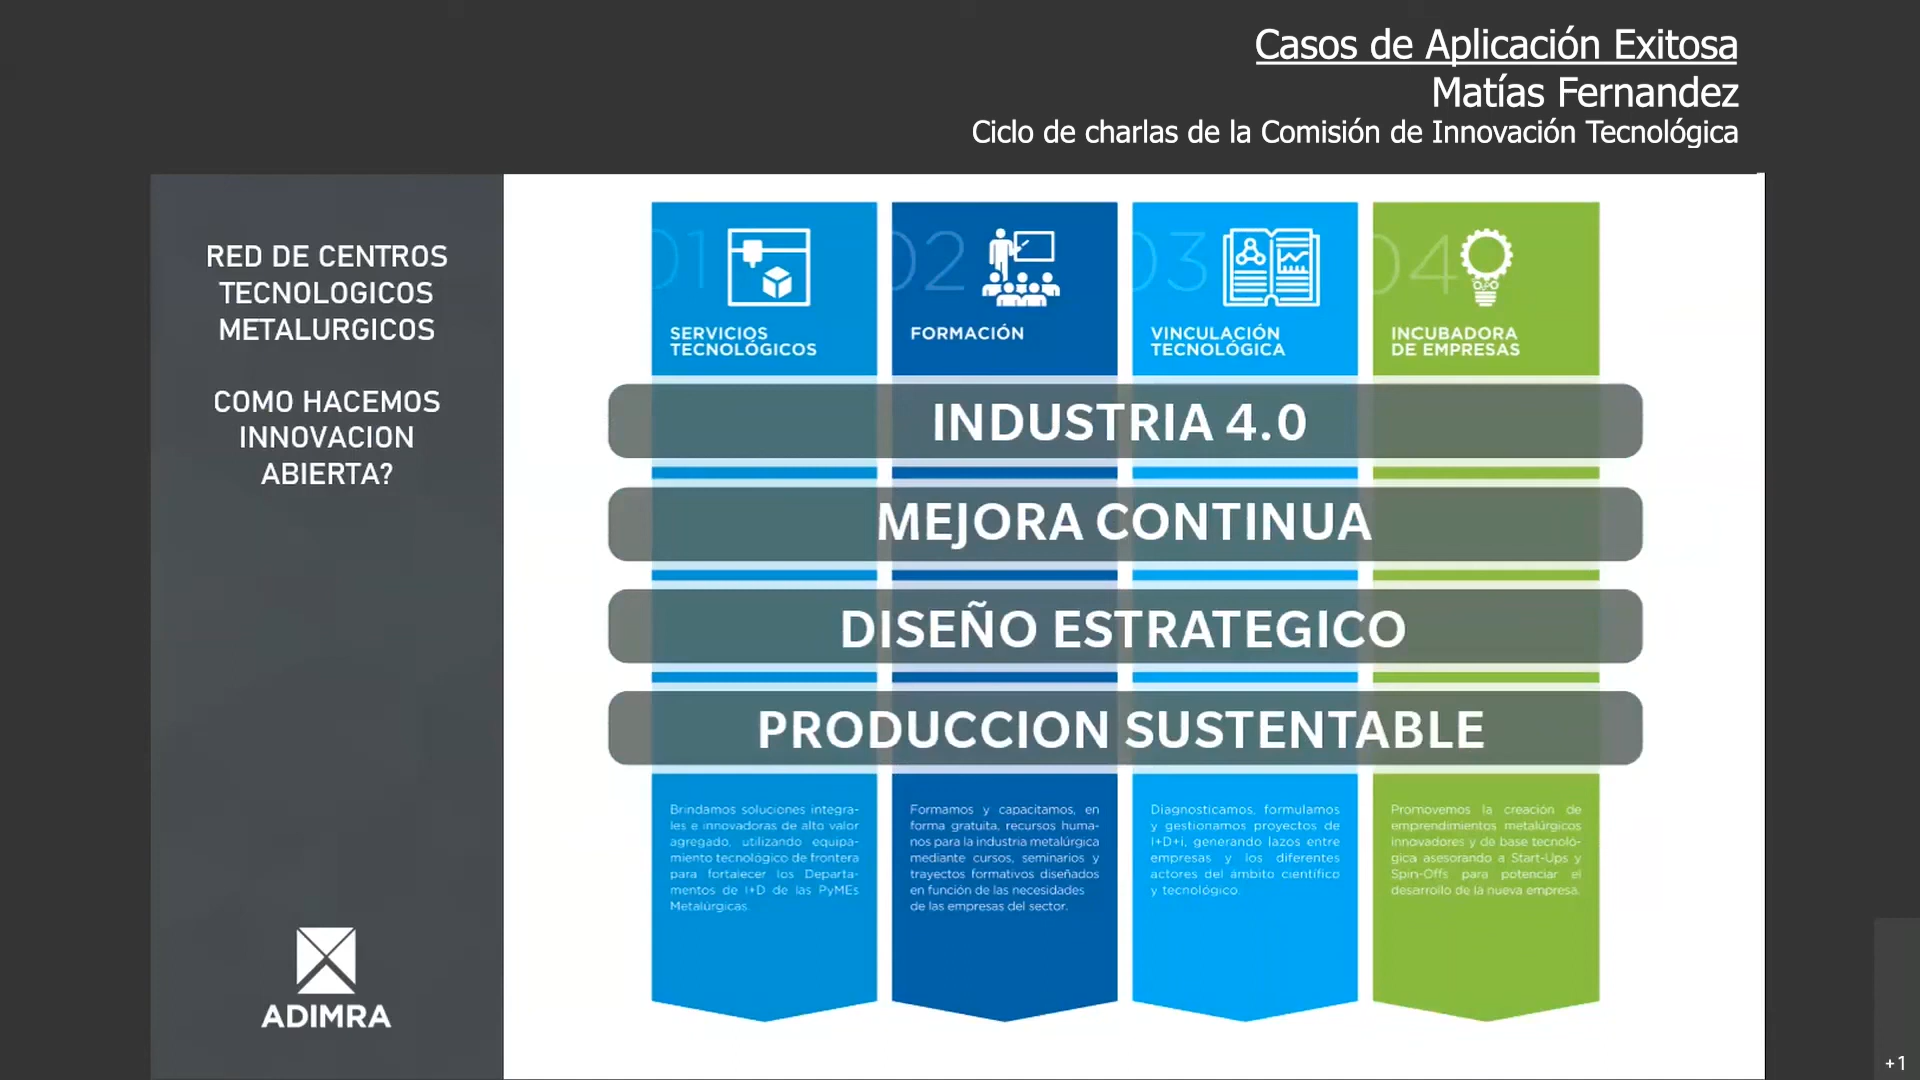 Casos de Aplicación Exitosa
Matías Fernandez
Ciclo de charlas de la Comisión de Innovación Tecnológica
RED DE CENTROS
TECNOLOGICOS
METALURGICOS
COMO HACEMOS
INNOVACION
ABIERTA?
ADIMRA
01
SERVICIOS
TECNOLÓGICOS
02
FORMACIÓN
03
VINCULACIÓN
TECNOLÓGICA
04
INCUBADORA
DE EMPRESAS
INDUSTRIA 4.0
MEJORA CONTINUA
DISEÑO ESTRATEGICO
PRODUCCION SUSTENTABLE
Brindamos soluciones integra-
les e innovadoras de alto valor
agregado, utilizando equipa-
miento tecnológico de frontera
para fortalecer los Departa-
mentos de I+D de las PyMEs
Metalúrgicas.
Formamos y capacitamos, en
forma gratuita, recursos huma-
nos para la industria metalúrgica
mediante cursos, seminarios y
trayectos formativos diseñados
en función de las necesidades
de las empresas del sector.
Diagnosticamos, formulamos
y gestionamos proyectos de
I+D+i, generando lazos entre
empresas y los diferentes
actores del ámbito científico
y tecnológico.
Promovemos la creación de
emprendimientos metalúrgicos
innovadores y de base tecnoló-
gica asesorando a Start-Ups y
Spin-Offs para potenciar el
desarrollo de la nueva empresa.
+1